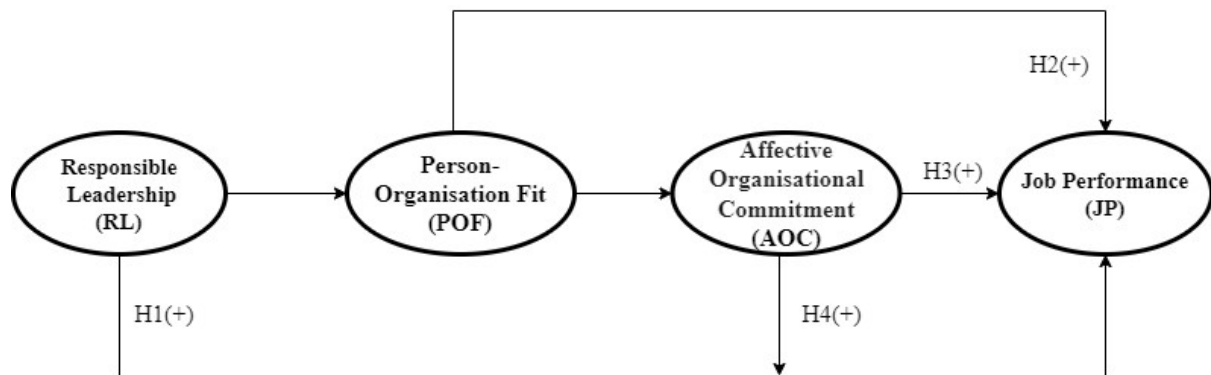 H2(+)
Responsible
Leadership
(RL)
Person-
Organisation Fit
(POF)
Affective
Organisational
Commitment
(AOC)
H3(+)
Job Performance
(JP)
H1(+)
H4(+)